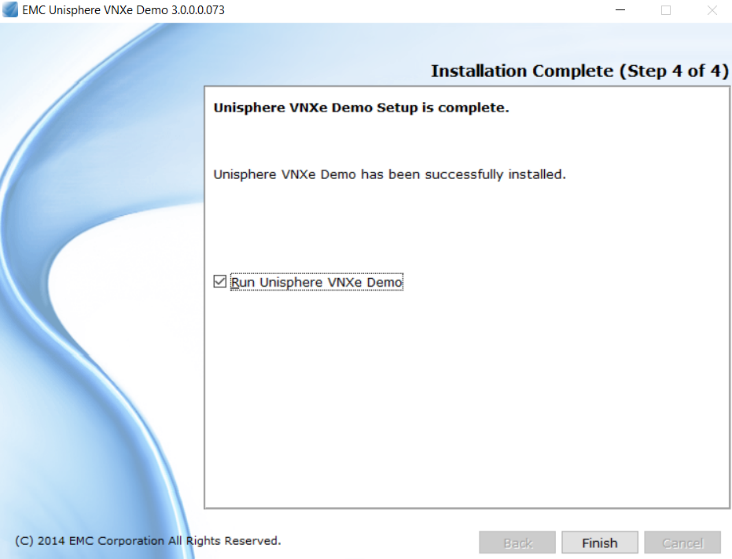 EMC Unisphere VNXe Demo 3.0.0.0.073
Installation Complete (Step 4 of 4)
Unisphere VNXe Demo Setup is complete.
Unisphere VNXe Demo has been successfully installed.
Run Unisphere VNXe Demo
(C) 2014 EMC Corporation All Rights Reserved.
Back
Finish
Cancel